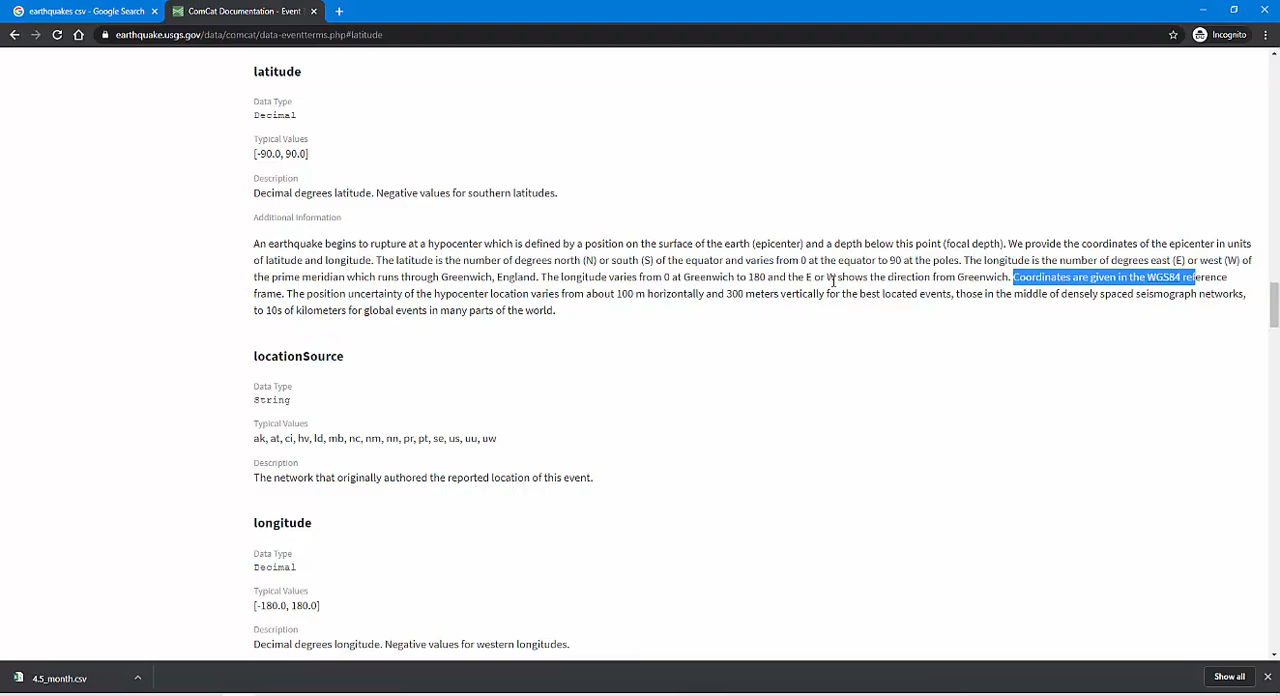 earthquakes csv - Google Search
ComCat Documentation - Event
earthquake.usgs.gov/data/comcat/data-eventterms.php#latitude
Incognito
latitude
Data Type
Decimal
Typical Values
[-90.0, 90.0]
Description
Decimal degrees latitude. Negative values for southern latitudes.
Additional Information
An earthquake begins to rupture at a hypocenter which is defined by a position on the surface of the earth (epicenter) and a depth below this point (focal depth). We provide the coordinates of the epicenter in units
of latitude and longitude. The latitude is the number of degrees north (N) or south (S) of the equator and varies from 0 at the equator to 90 at the poles. The longitude is the number of degrees east (E) or west (W) of
the prime meridian which runs through Greenwich, England. The longitude varies from 0 at Greenwich to 180 and the E or W shows the direction from Greenwich. Coordinates are given in the WGS84 reference
frame. The position uncertainty of the hypocenter location varies from about 100 m horizontally and 300 meters vertically for the best located events, those in the middle of densely spaced seismograph networks,
to 10s of kilometers for global events in many parts of the world.
locationSource
Data Type
String
Typical Values
ak, at, ci, hv, ld, mb, nc, nm, nn, pr, pt, se, us, uu, uw
Description
The network that originally authored the reported location of this event.
longitude
Data Type
Decimal
Typical Values
[-180.0, 180.0]
Description
Decimal degrees longitude. Negative values for western longitudes.
4.5_month.csv
Show all